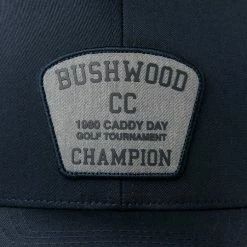 BUSHWOOD
CC
1980 CADDY DAY
GOLF TOURNAMENT
CHAMPION